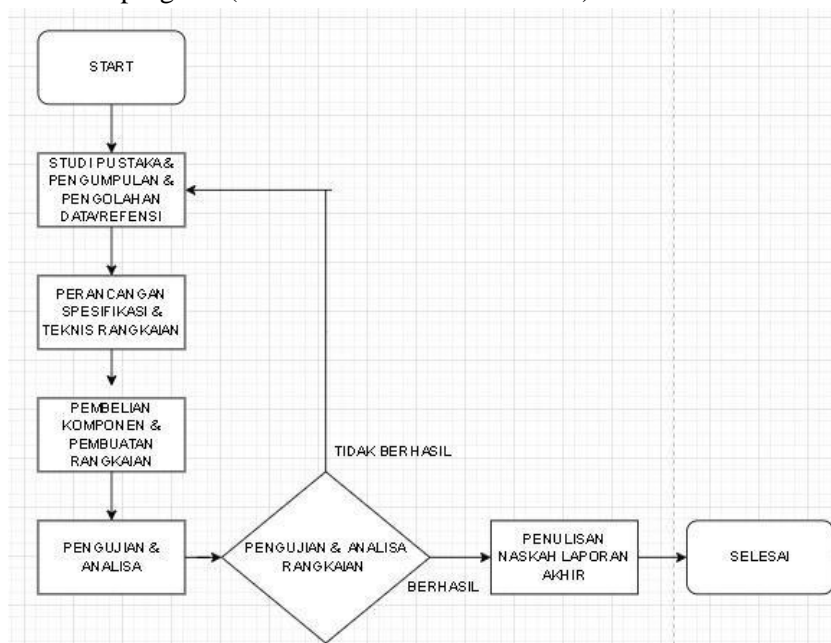 START
STUDI PUSTAKA &
PENGUMPULAN &
PENGOLAHAN
DATA/REFENSI
PERANCANGAN
SPESIFIKASI &
TEKNIS RANGKAIAN
PEMBELIAN
KOMPONEN &
PEMBUATAN
RANGKAIAN
TIDAK BERHASIL
PENGUJIAN &
ANALISA
PENGUJIAN & ANALISA
RANGKAIAN
BERHASIL
PENULISAN
NASKAH LAPORAN
AKHIR
SELESAI